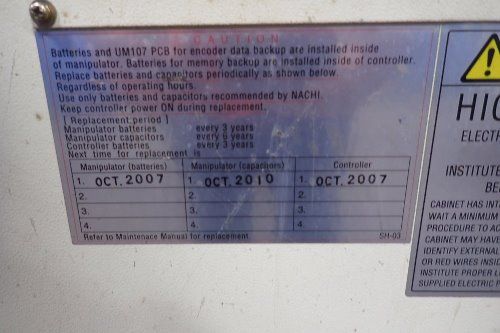 CAUTION
Batteries and UM107 PCB for encoder data backup are installed inside
of manipulator. Batteries for memory backup are installed inside of controller.
Replace batteries and capacitors periodically as shown below.
Regardless of operating hours.
Use only batteries and capacitors recommended by NACHI.
Keep controller power ON during replacement.
[ Replacement period ]
Manipulator batteries every 3 years
Manipulator capacitors every 6 years
Controller batteries every 3 years
Next time for replacement is
Manipulator (batteries) Manipulator (capacitors) Controller
1. OCT. 2007 1. OCT. 2010 1. OCT. 2007
2. 2. 2.
3. 3. 3.
4. 4. 4.
Refer to Maintenace Manual for replacement. SH-03
ELECT
INSTITUTE
BE
CABINET HAS INT
WAIT A MINIMUM
PROCEDURE TO AC
CABINET MAY HAVE
IDENTIFY EXTERNAL
OR RED WIRES INSID
INSTITUTE PROPER L
SUPPLIED ELECTRIC P